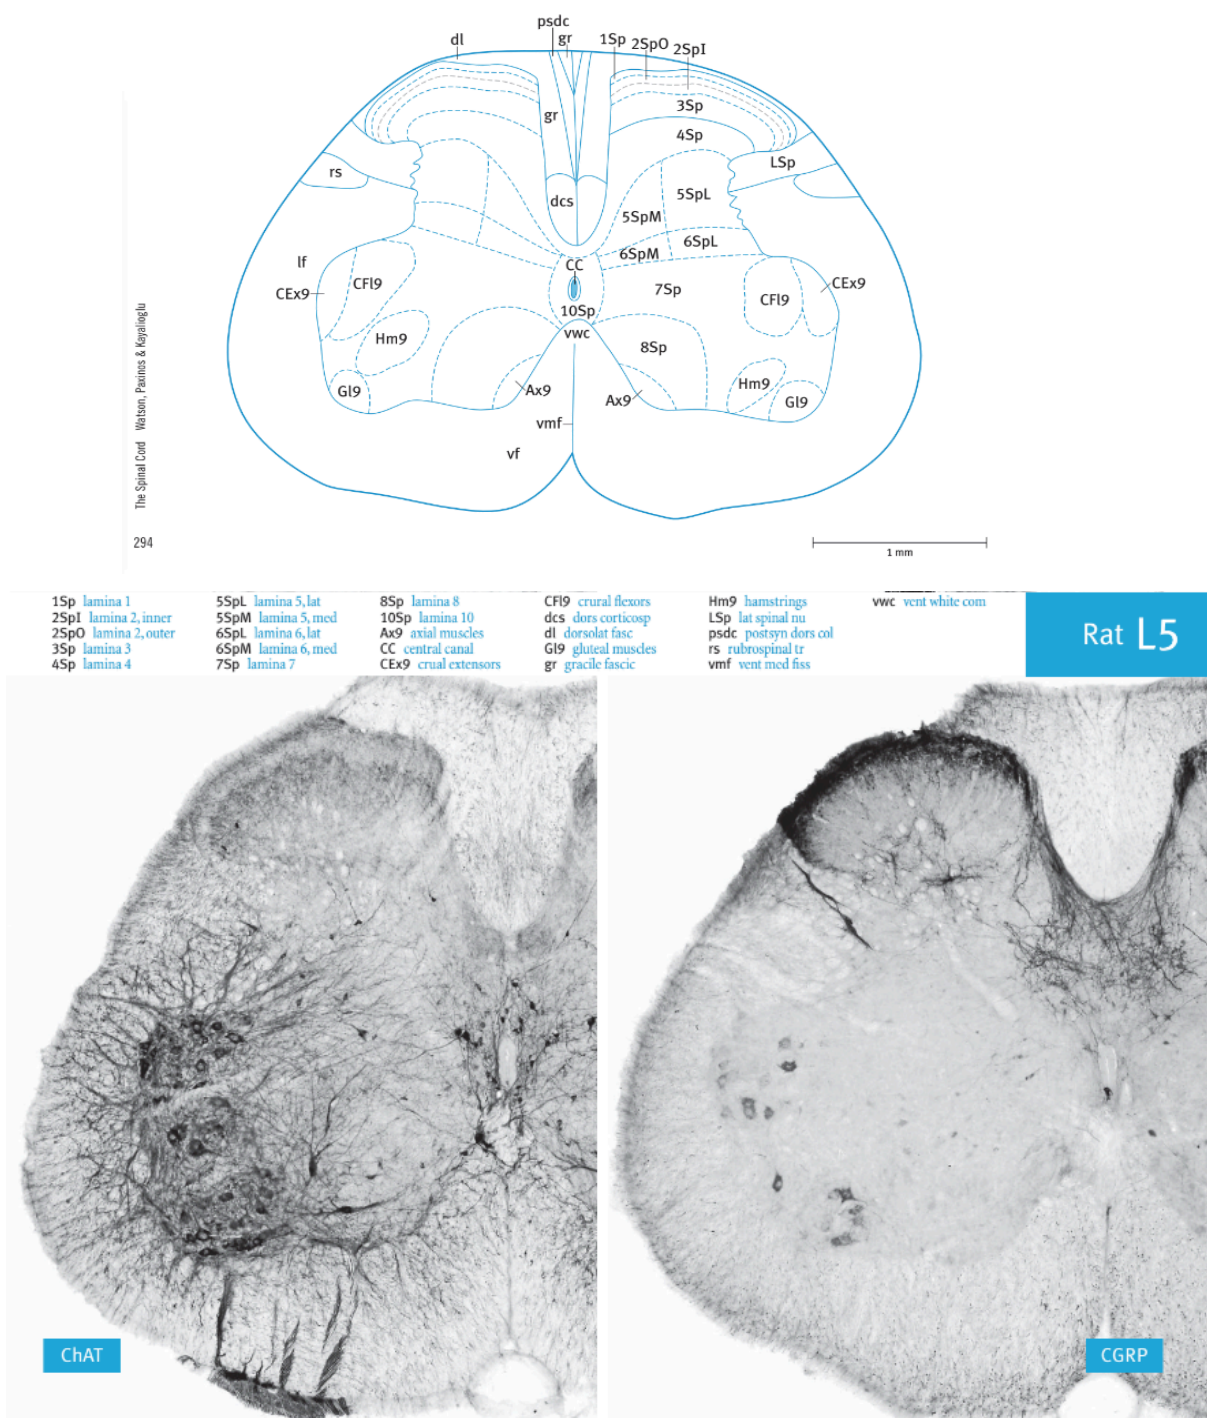 psdc
gr
dl
1Sp
2SpO
2SpI
3Sp
gr
4Sp
rs
LSp
5SpL
dcs
5SpM
6SpL
6SpM
lf
CC
CFl9
7Sp
CEx9
CEx9
CFl9
10Sp
vwc
Hm9
8Sp
Gl9
Ax9
Ax9
Hm9
Gl9
vmf
vf
The Spinal Cord Watson, Paxinos & Kayalioglu
294
1 mm
1Sp lamina 1
2SpI lamina 2, inner
2SpO lamina 2, outer
3Sp lamina 3
4Sp lamina 4
5SpL lamina 5, lat
5SpM lamina 5, med
6SpL lamina 6, lat
6SpM lamina 6, med
7Sp lamina 7
8Sp lamina 8
10Sp lamina 10
Ax9 axial muscles
CC central canal
CEx9 crual extensors
CFl9 crural flexors
dcs dors corticosp
dl dorsolat fasc
Gl9 gluteal muscles
gr gracile fascic
Hm9 hamstrings
LSp lat spinal nu
psdc postsyn dors col
rs rubrospinal tr
vmf vent med fiss
vwc vent white com
Rat L5
ChAT
CGRP